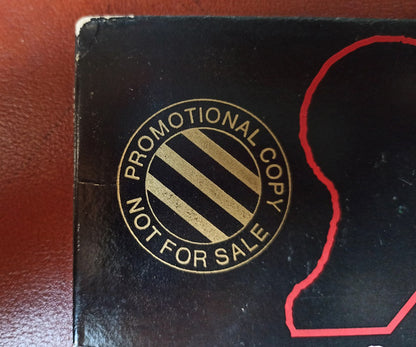 PROMOTIONAL COPY
NOT FOR SALE